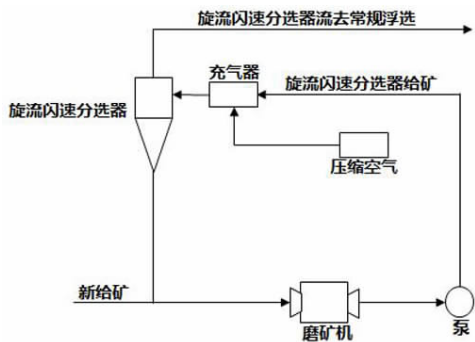 旋流闪速分选器流去常规浮选
充气器
旋流闪速分选器给矿
旋流闪速分选器
压缩空气
新给矿
磨矿机
泵